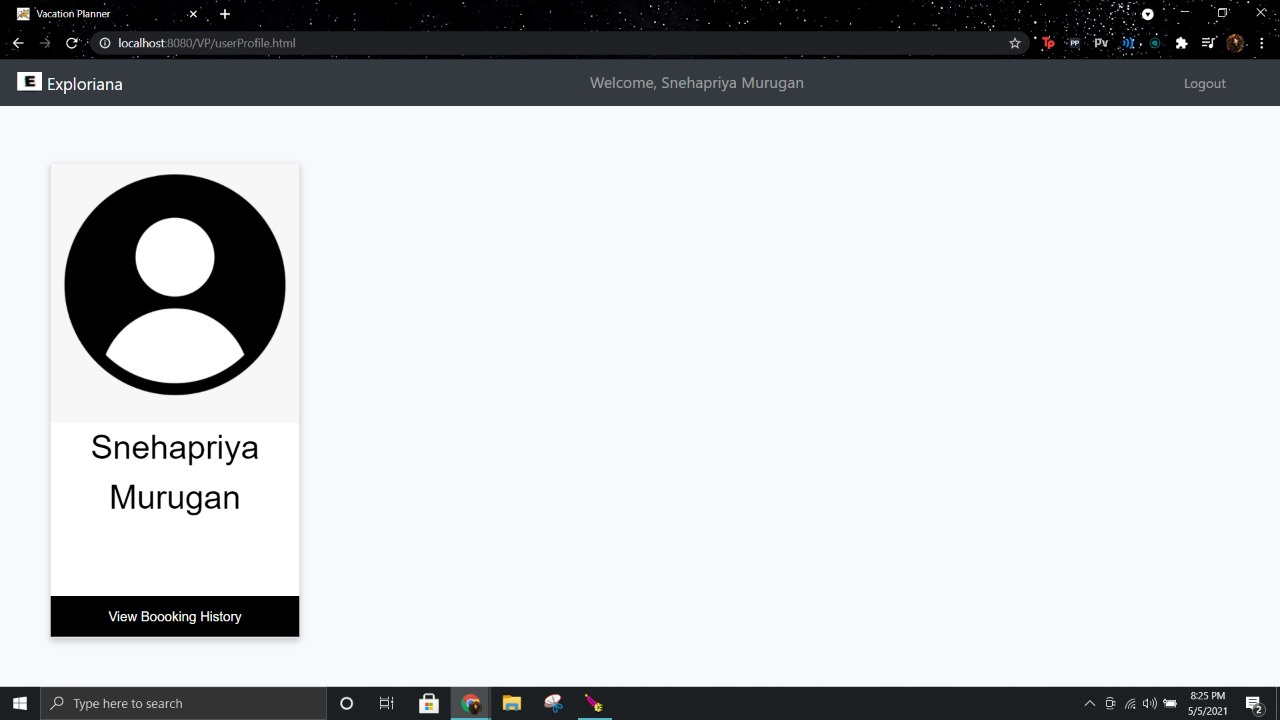 Vacation Planner
localhost:8080/VP/userProfile.html
Tp PP Pv
E Exploriana Welcome, Snehapriya Murugan Logout
Snehapriya
Murugan
View Boooking History
Type here to search
8:25 PM
5/5/2021
2